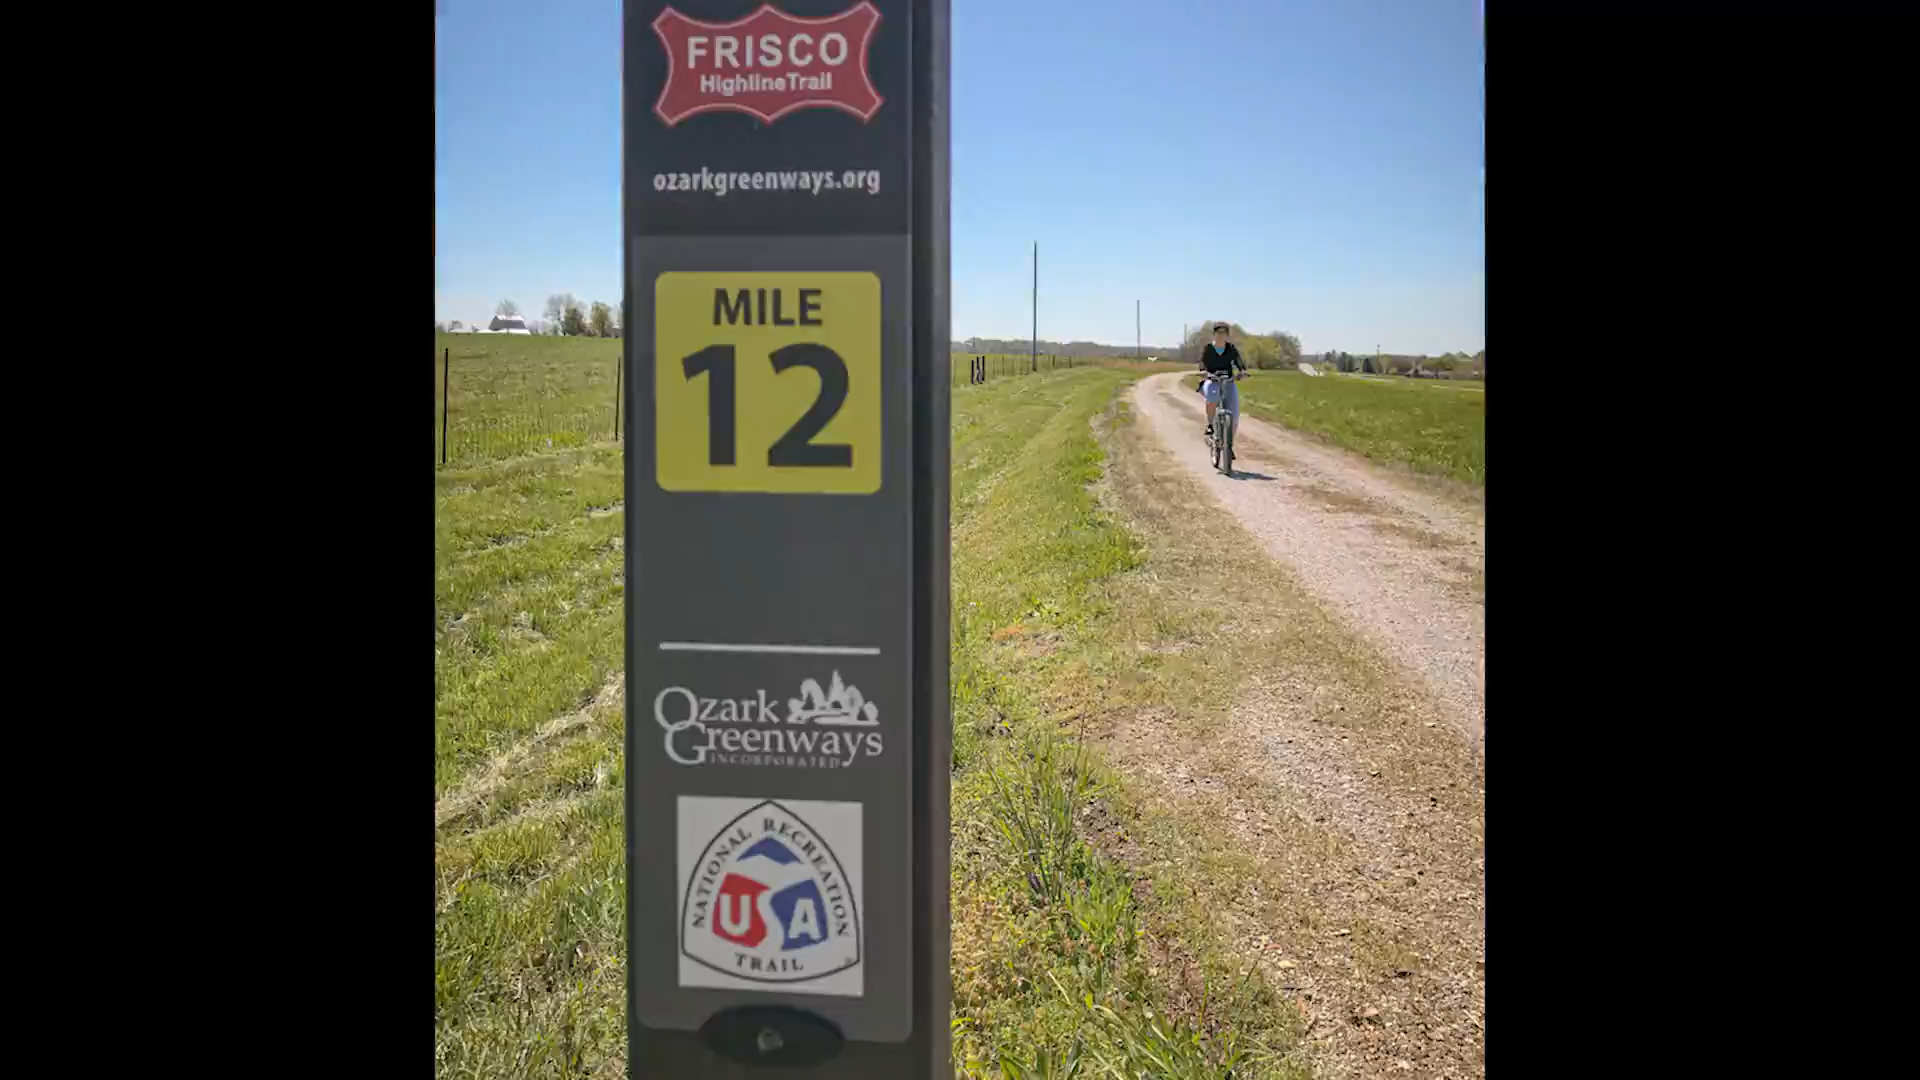 FRISCO
HighlineTrail
ozarkgreenways.org
MILE
12
Ozark
Greenways
INCORPORATED
NATIONAL RECREATION
USA
TRAIL